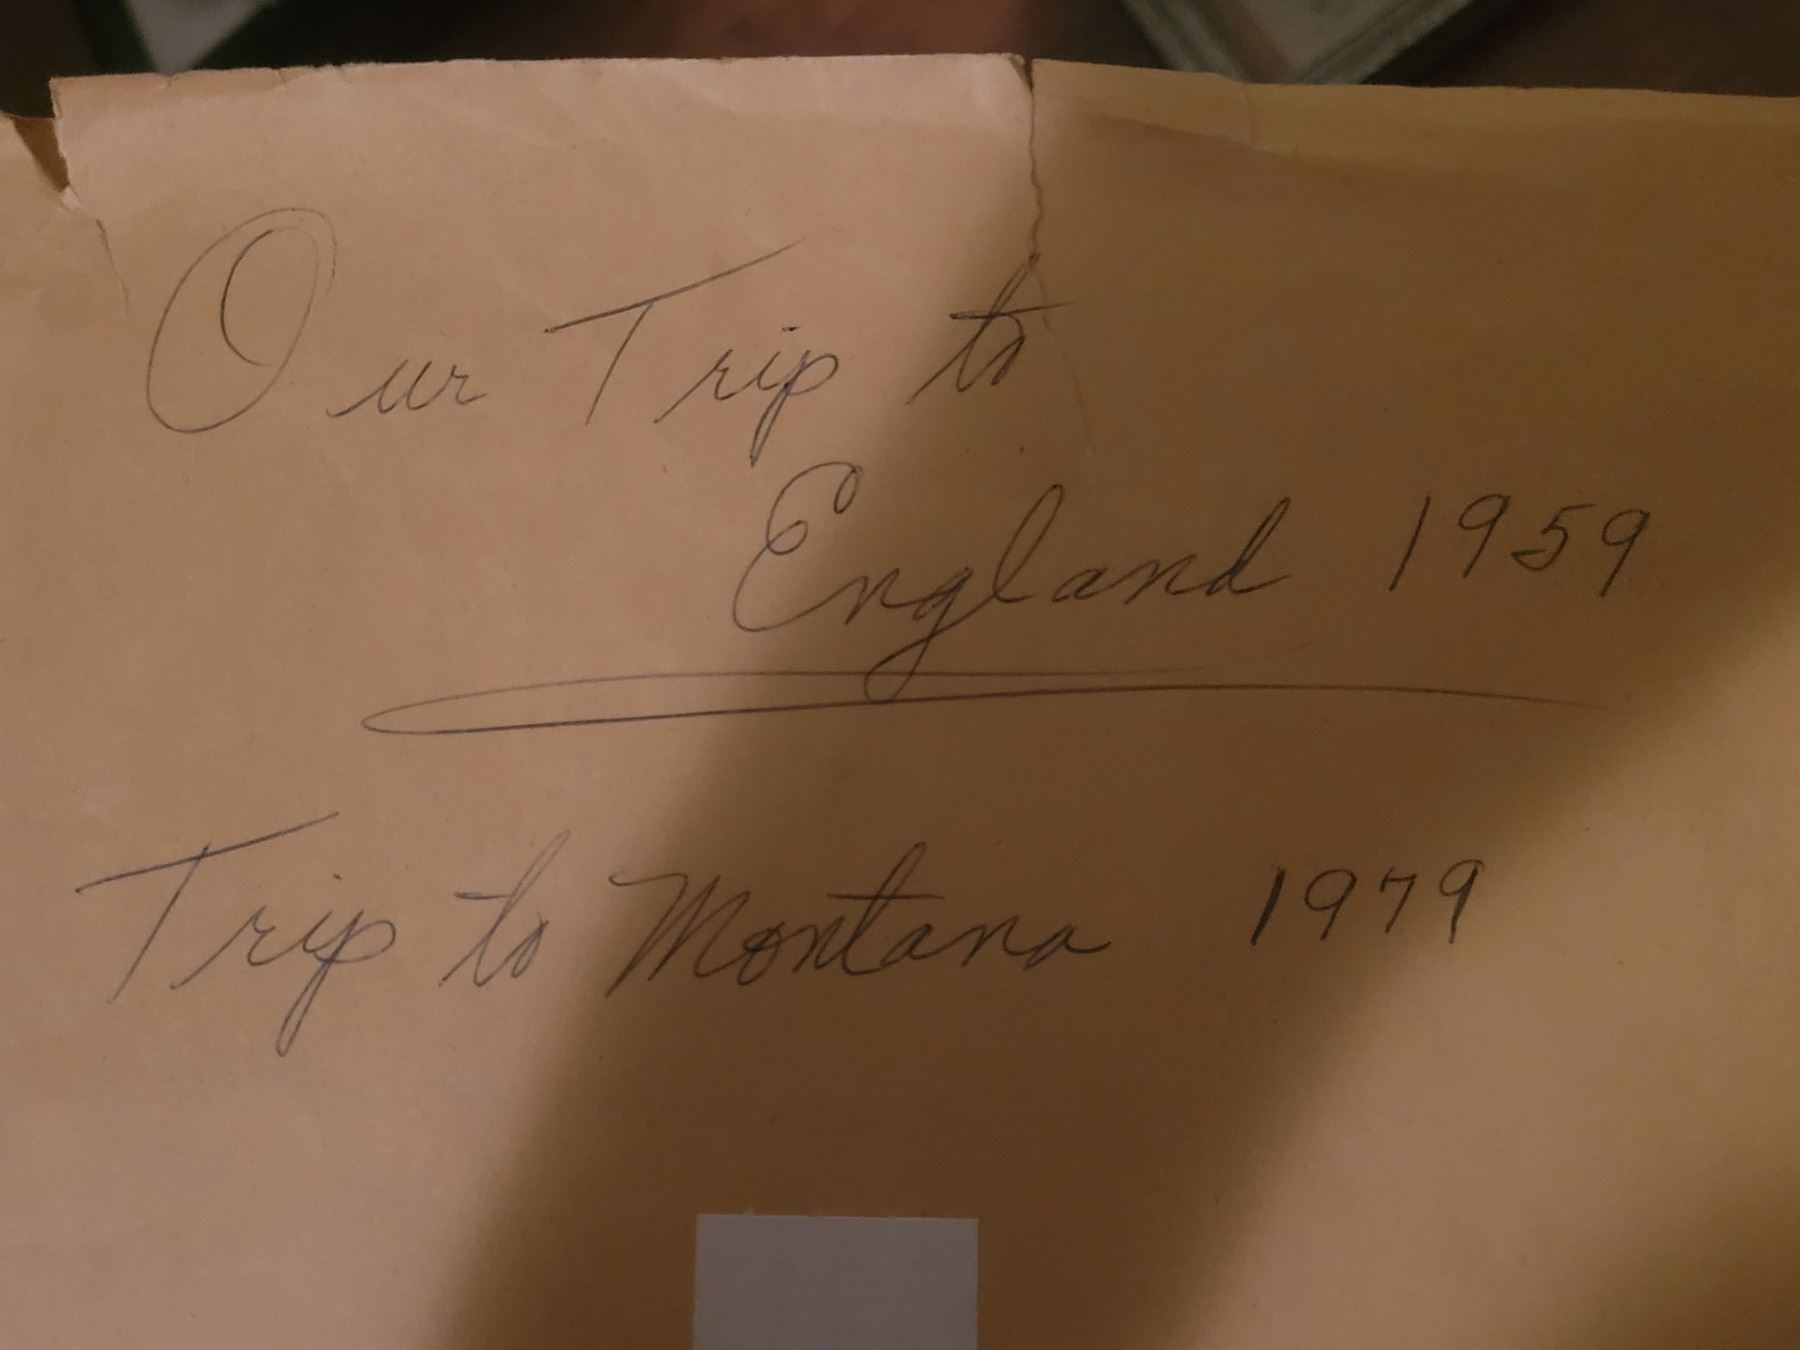 Our Trip to
England 1959
Trip to Montana 1979